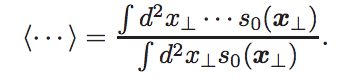 ⟨⋯⟩ = ∫ d²x⊥ ⋯ s₀(𝒙⊥) / ∫ d²x⊥ s₀(𝒙⊥) .